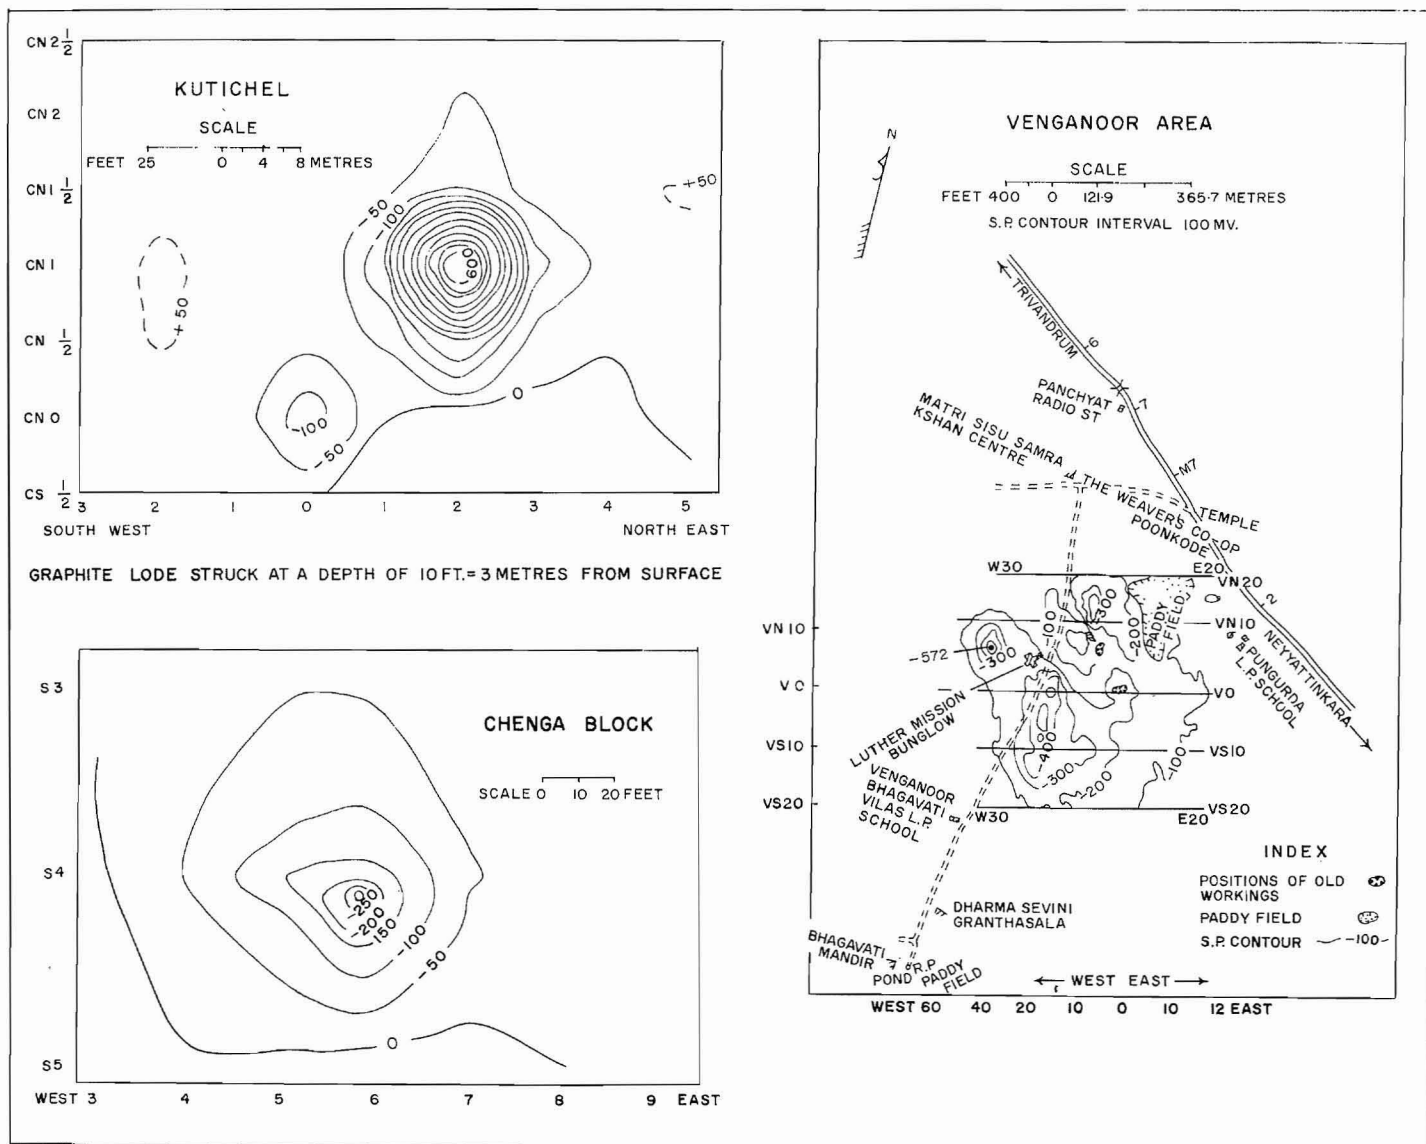 CN 2 1/2
KUTICHEL
SCALE
FEET 25 0 4 8 METRES
CN 2
CN 1 1/2
CN 1
CN 1/2
CN 0
CS 1/2
-50
-100
-600
+50
+50
0
-100
-50
3 2 1 0 1 2 3 4 5
SOUTH WEST NORTH EAST
GRAPHITE LODE STRUCK AT A DEPTH OF 10 FT. = 3 METRES FROM SURFACE
S3
S4
S5
CHENGA BLOCK
SCALE 0 10 20 FEET
-250
-200
-150
-100
-50
0
WEST 3 4 5 6 7 8 9 EAST
VENGANOOR AREA
N
SCALE
FEET 400 0 121.9 365.7 METRES
S.P. CONTOUR INTERVAL 100 MV.
TRIVANDRUM
6
PANCHYAT
RADIO ST
7
MATRI SISU SAMRA
KSHAN CENTRE
M7
THE WEAVER'S CO-OP
POONKODE
TEMPLE
W30 E20
VN20
2
VN10 VN10
-300
-100
-200
PADDY
FIELD
-572
-300
NEYYATTINKARA
PUNGURDA
L.P. SCHOOL
V0 V0
LUTHER MISSION
BUNGLOW
VS10 VS10
-400
-300
-200
-100
VENGANOOR
BHAGAVATI
VILAS L.P.
SCHOOL
VS20 VS20
W30 E20
INDEX
POSITIONS OF OLD
WORKINGS
PADDY FIELD
S.P. CONTOUR -100-
DHARMA SEVINI
GRANTHASALA
BHAGAVATI
MANDIR
R.P
POND PADDY
FIELD
WEST EAST
WEST 60 40 20 10 0 10 12 EAST